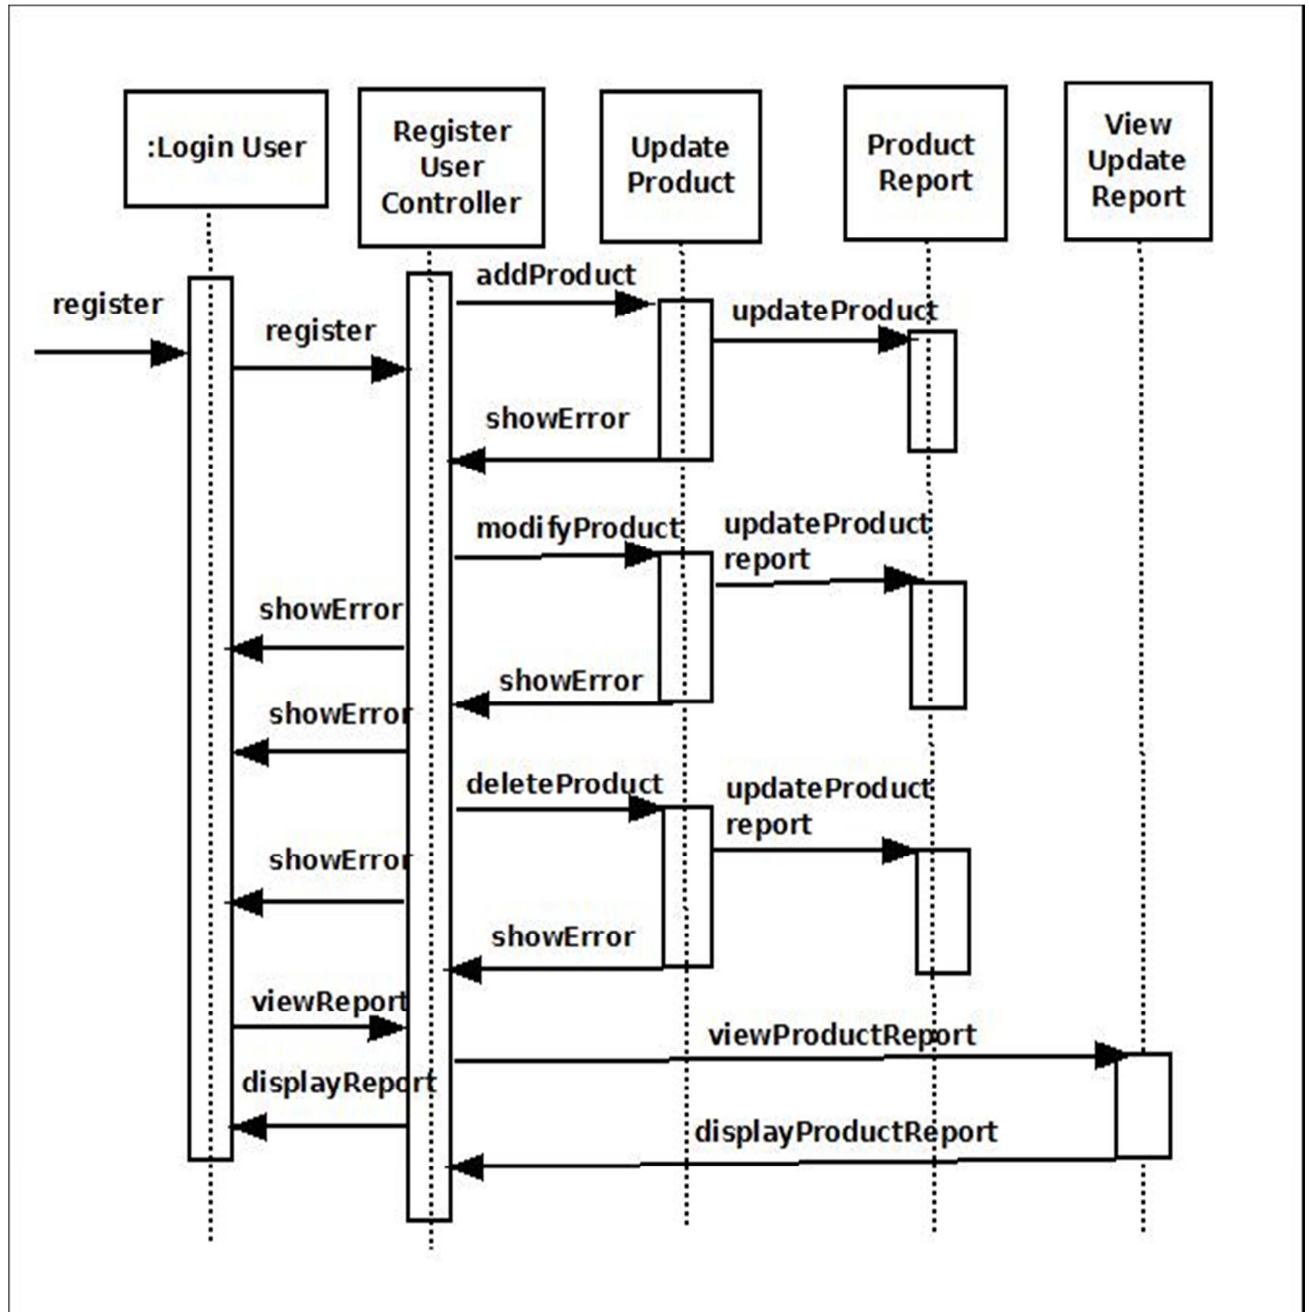 :Login User
Register
User
Controller
Update
Product
Product
Report
View
Update
Report
register
register
addProduct
updateProduct
showError
modifyProduct
updateProduct
report
showError
showError
showError
deleteProduct
updateProduct
report
showError
showError
viewReport
viewProductReport
displayReport
displayProductReport